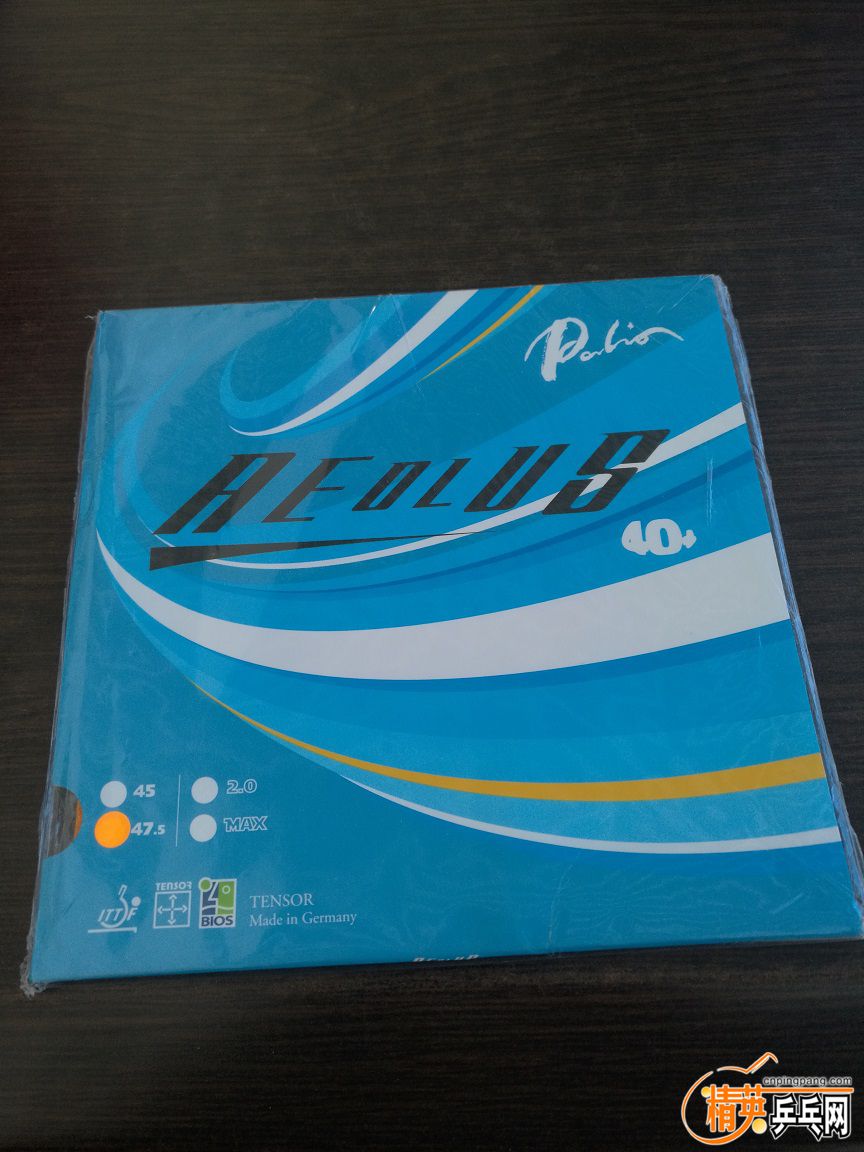 Palio
AEOLUS
40+
45
2.0
47.5
MAX
ITTF
TENSOR
BIOS
TENSOR
Made in Germany
AEOLUS
cnpingpang.com
精英乒乓网